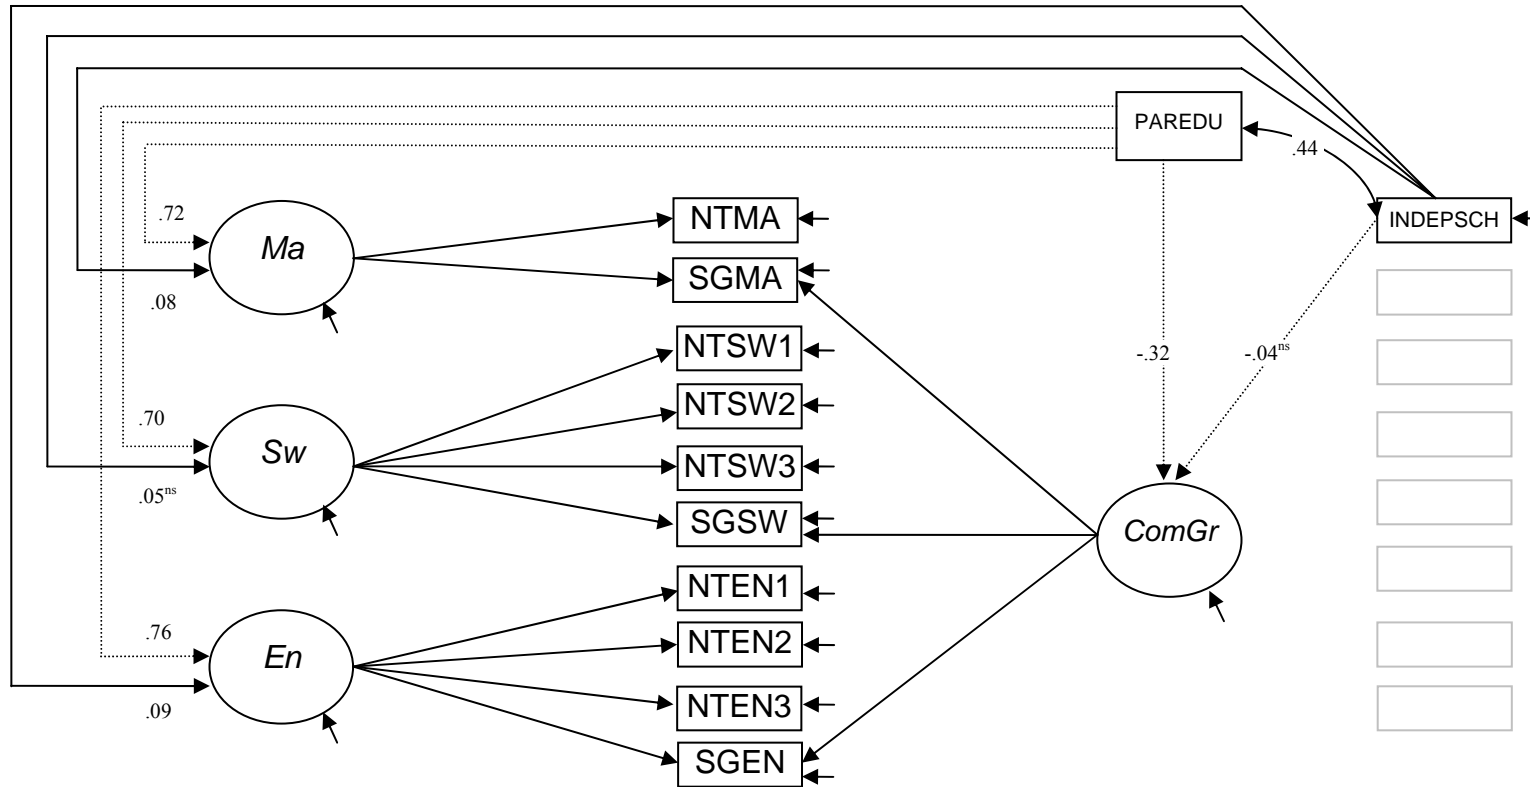 PAREDU
.44
INDEPSCH
.72
Ma
.08
NTMA
SGMA
NTSW1
NTSW2
NTSW3
SGSW
.70
Sw
.05ns
-.32
-.04ns
ComGr
NTEN1
NTEN2
NTEN3
SGEN
.76
En
.09